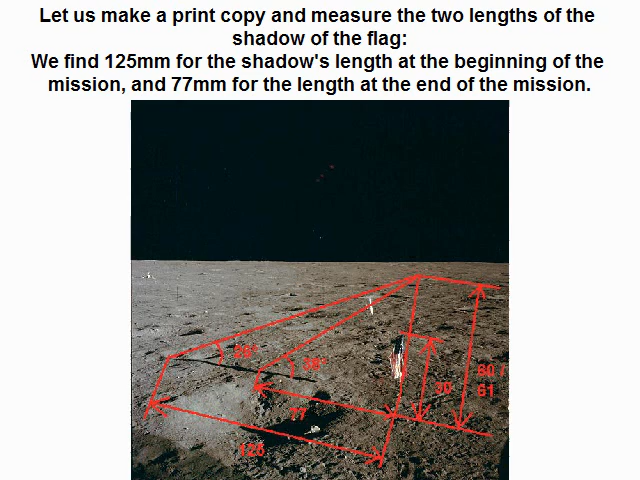 Let us make a print copy and measure the two lengths of the
shadow of the flag:
We find 125mm for the shadow's length at the beginning of the
mission, and 77mm for the length at the end of the mission.
26°
38°
60 /
30
61
77
125